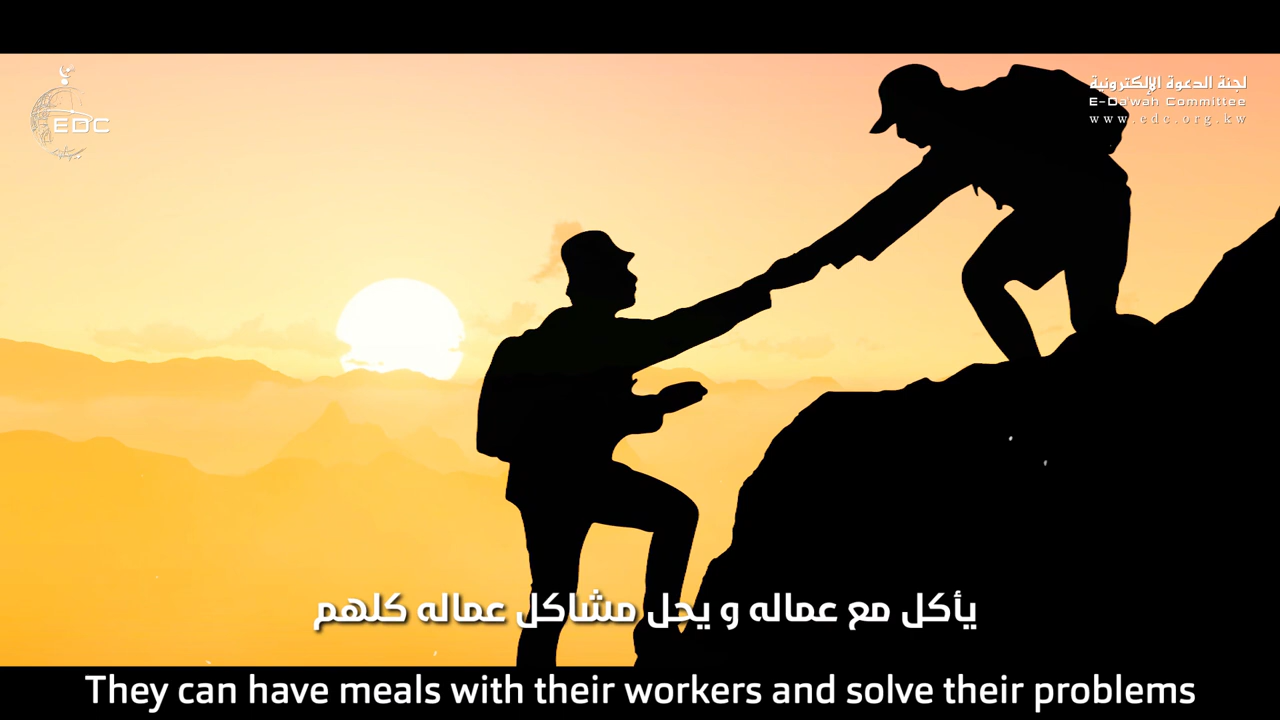 EDC
لجنة الدعوة الإلكترونية
E-Da'wah Committee
www.edc.org.kw
يأكل مع عماله و يحل مشاكل عماله كلهم
They can have meals with their workers and solve their problems